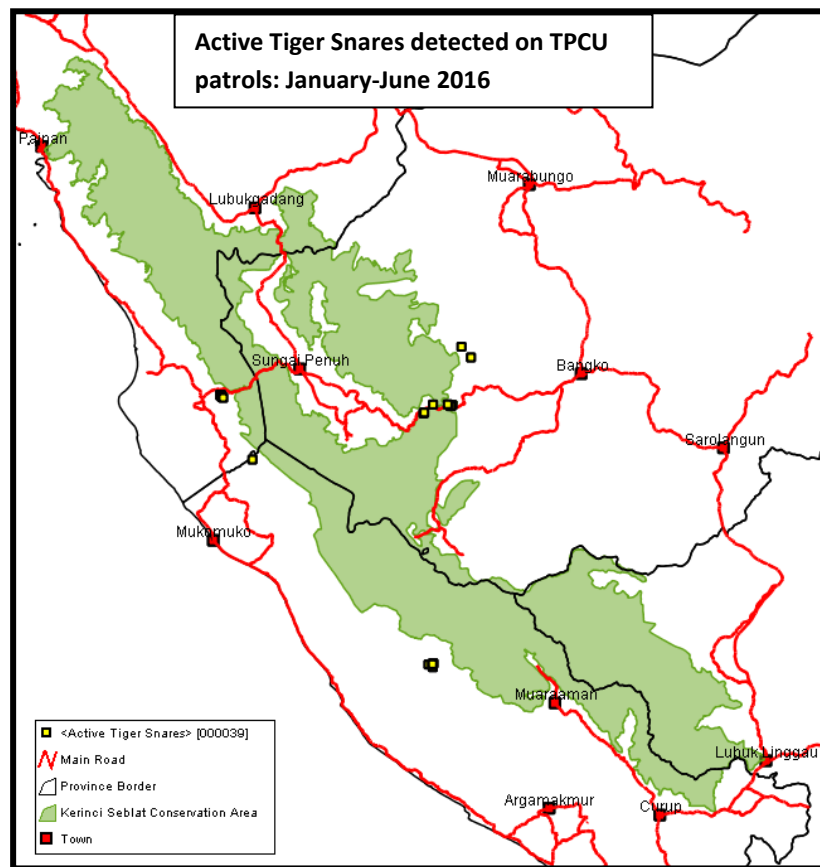 Active Tiger Snares detected on TPCU
patrols: January-June 2016
Painan
Muarabungo
Lubukgadang
Sungai Penuh
Bangko
Sarolangun
Mukomuko
Muaraaman
Lubuk Linggau
Argamakmur
Curup
<Active Tiger Snares> [000039]
Main Road
Province Border
Kerinci Seblat Conservation Area
Town